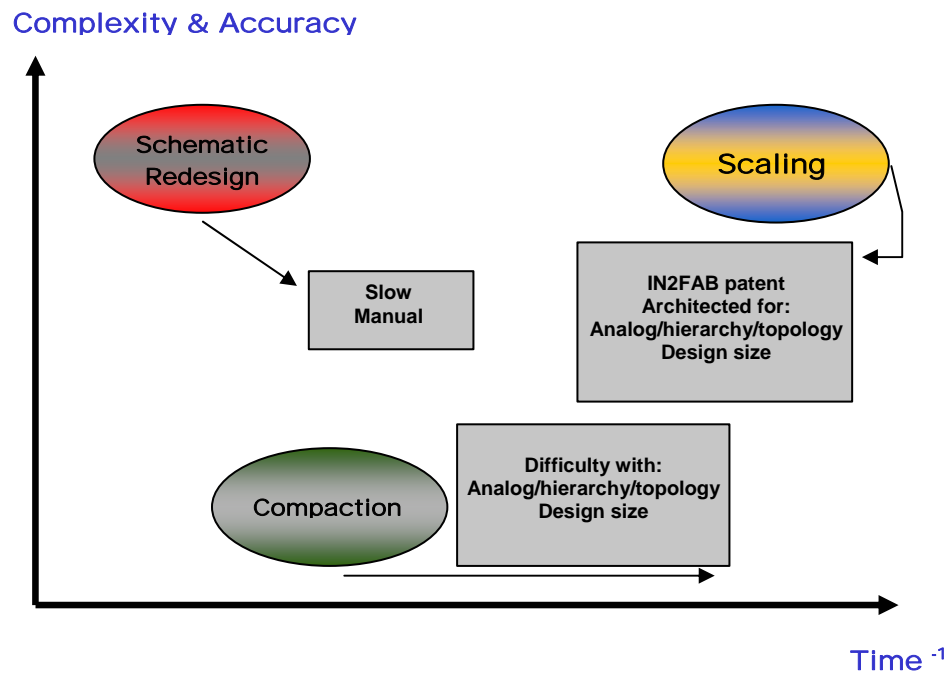 Complexity & Accuracy
Schematic
Redesign
Scaling
Slow
Manual
IN2FAB patent
Architected for:
Analog/hierarchy/topology
Design size
Difficulty with:
Analog/hierarchy/topology
Design size
Compaction
Time -1